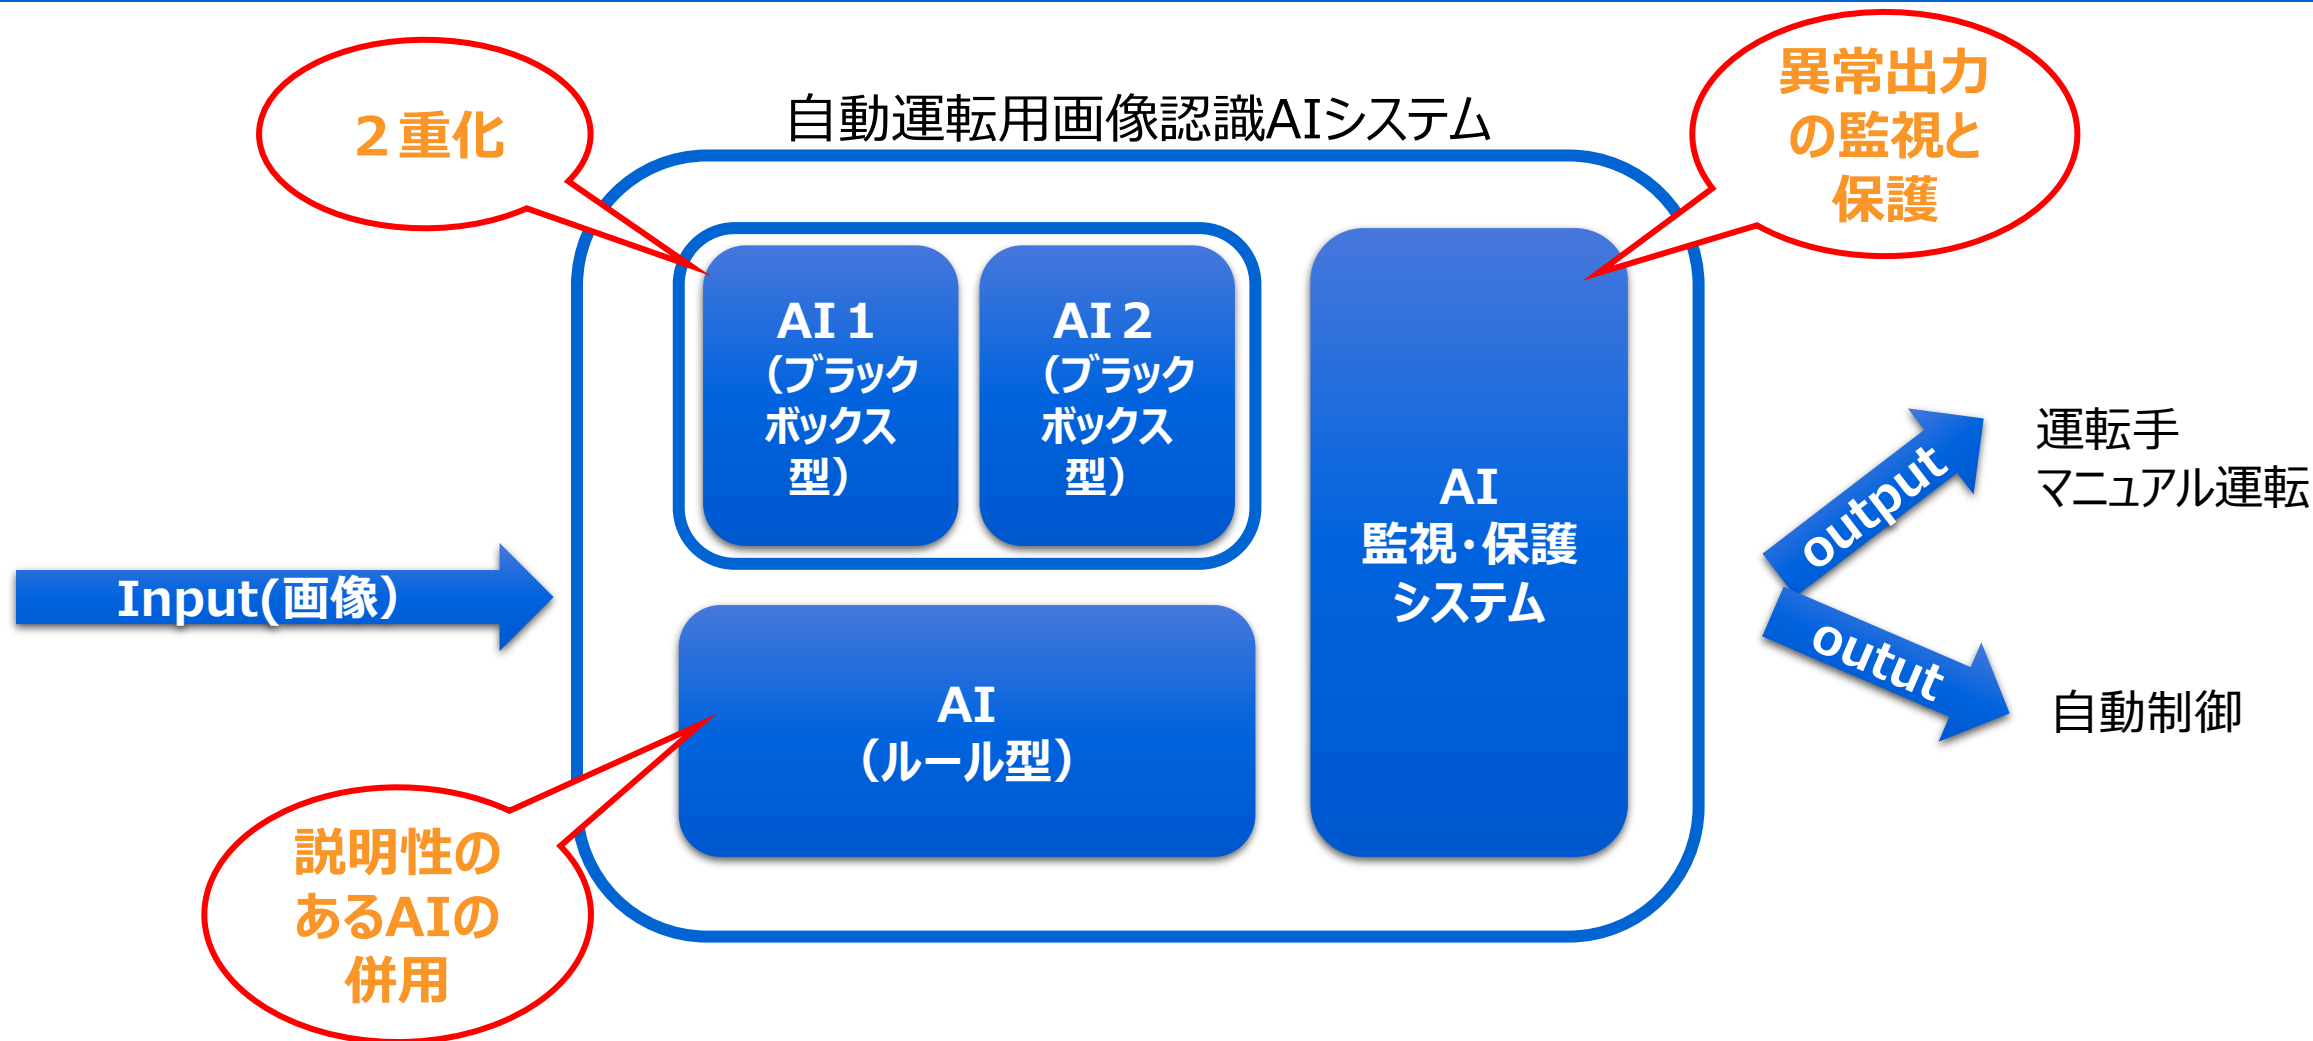 ２重化
自動運転用画像認識AIシステム
異常出力
の監視と
保護
AI１
（ブラック
ボックス
型）
AI２
（ブラック
ボックス
型）
AI
監視・保護
システム
Input(画像）
AI
（ルール型）
説明性の
あるAIの
併用
output
運転手
マニュアル運転
outut
自動制御